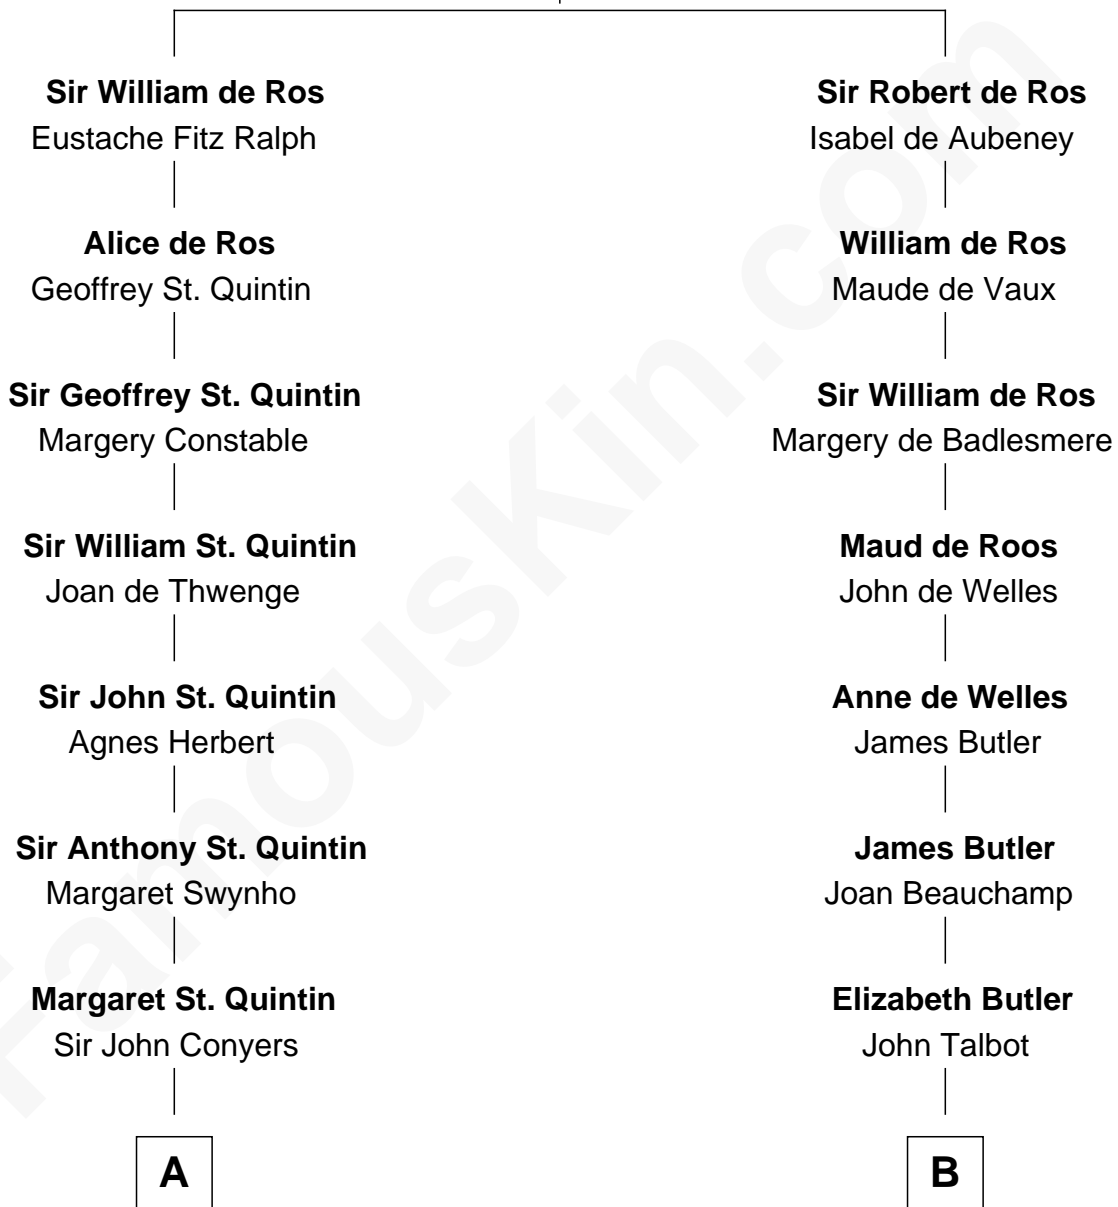 Sir William de Ros
Eustache Fitz Ralph
Alice de Ros
Geoffrey St. Quintin
Sir Geoffrey St. Quintin
Margery Constable
Sir William St. Quintin
Joan de Thwenge
Sir John St. Quintin
Agnes Herbert
Sir Anthony St. Quintin
Margaret Swynho
Margaret St. Quintin
Sir John Conyers
A
Sir Robert de Ros
Isabel de Aubeney
William de Ros
Maude de Vaux
Sir William de Ros
Margery de Badlesmere
Maud de Roos
John de Welles
Anne de Welles
James Butler
James Butler
Joan Beauchamp
Elizabeth Butler
John Talbot
B
FamousKin.com